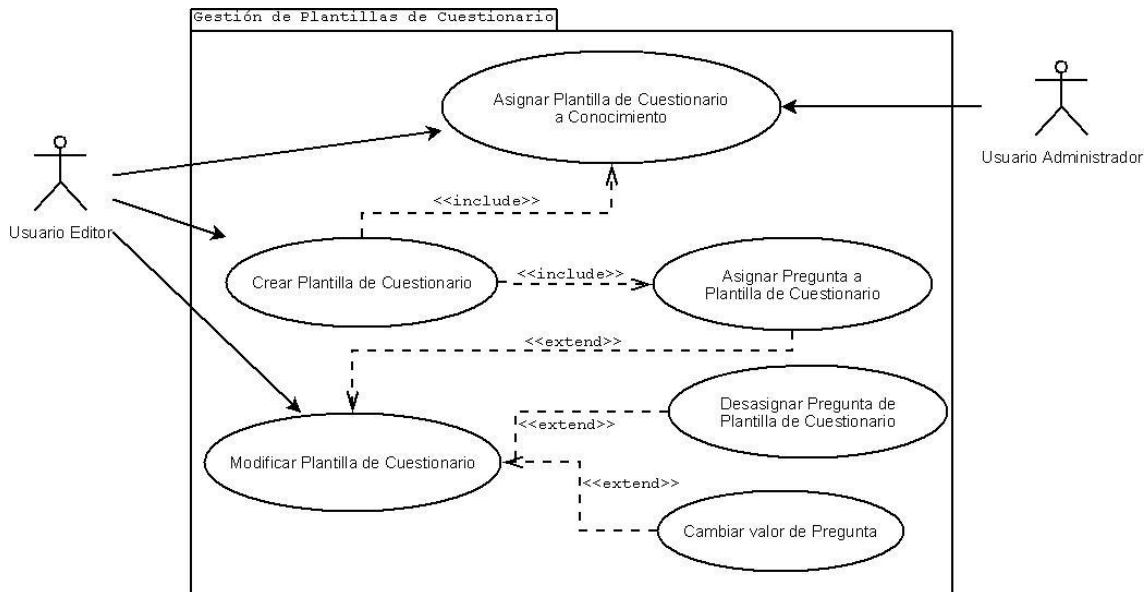 Gestión de Plantillas de Cuestionario
Asignar Plantilla de Cuestionario
a Conocimiento
Usuario Administrador
Usuario Editor
<<include>>
Crear Plantilla de Cuestionario
<<include>>
Asignar Pregunta a
Plantilla de Cuestionario
<<extend>>
Desasignar Pregunta de
Plantilla de Cuestionario
<<extend>>
Modificar Plantilla de Cuestionario
<<extend>>
Cambiar valor de Pregunta